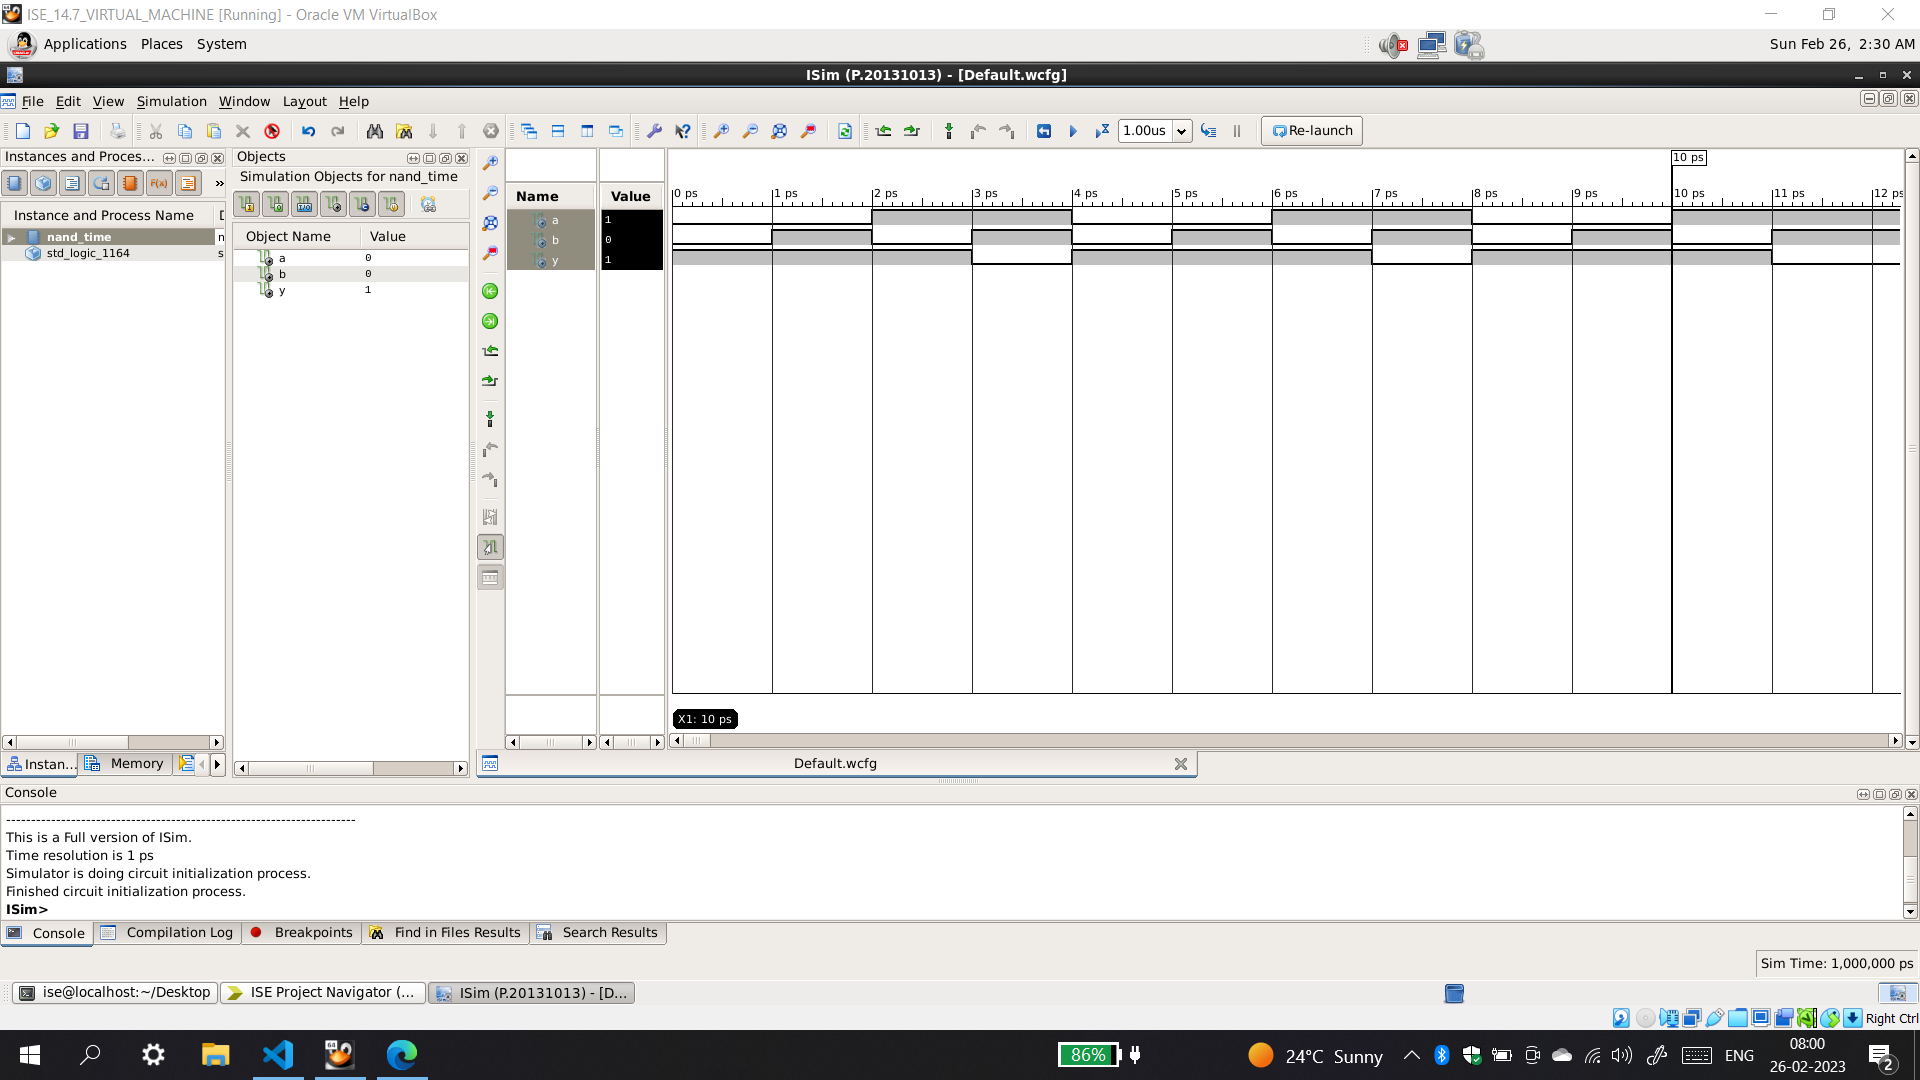 ISE_14.7_VIRTUAL_MACHINE [Running] - Oracle VM VirtualBox
Applications Places System
Sun Feb 26, 2:30 AM
ISim (P.20131013) - [Default.wcfg]
File Edit View Simulation Window Layout Help
1.00us
Re-launch
Instances and Proces...
Instance and Process Name
nand_time
std_logic_1164
Instan...
Memory
Objects
Simulation Objects for nand_time
Object Name Value
a 0
b 0
y 1
Name Value
a 1
b 0
y 1
10 ps
0 ps 1 ps 2 ps 3 ps 4 ps 5 ps 6 ps 7 ps 8 ps 9 ps 10 ps 11 ps 12 ps
X1: 10 ps
Default.wcfg
Console
This is a Full version of ISim.
Time resolution is 1 ps
Simulator is doing circuit initialization process.
Finished circuit initialization process.
ISim>
Console Compilation Log Breakpoints Find in Files Results Search Results
Sim Time: 1,000,000 ps
ise@localhost:~/Desktop
ISE Project Navigator (...
ISim (P.20131013) - [D...
Right Ctrl
86%
24°C Sunny
ENG
08:00
26-02-2023
2